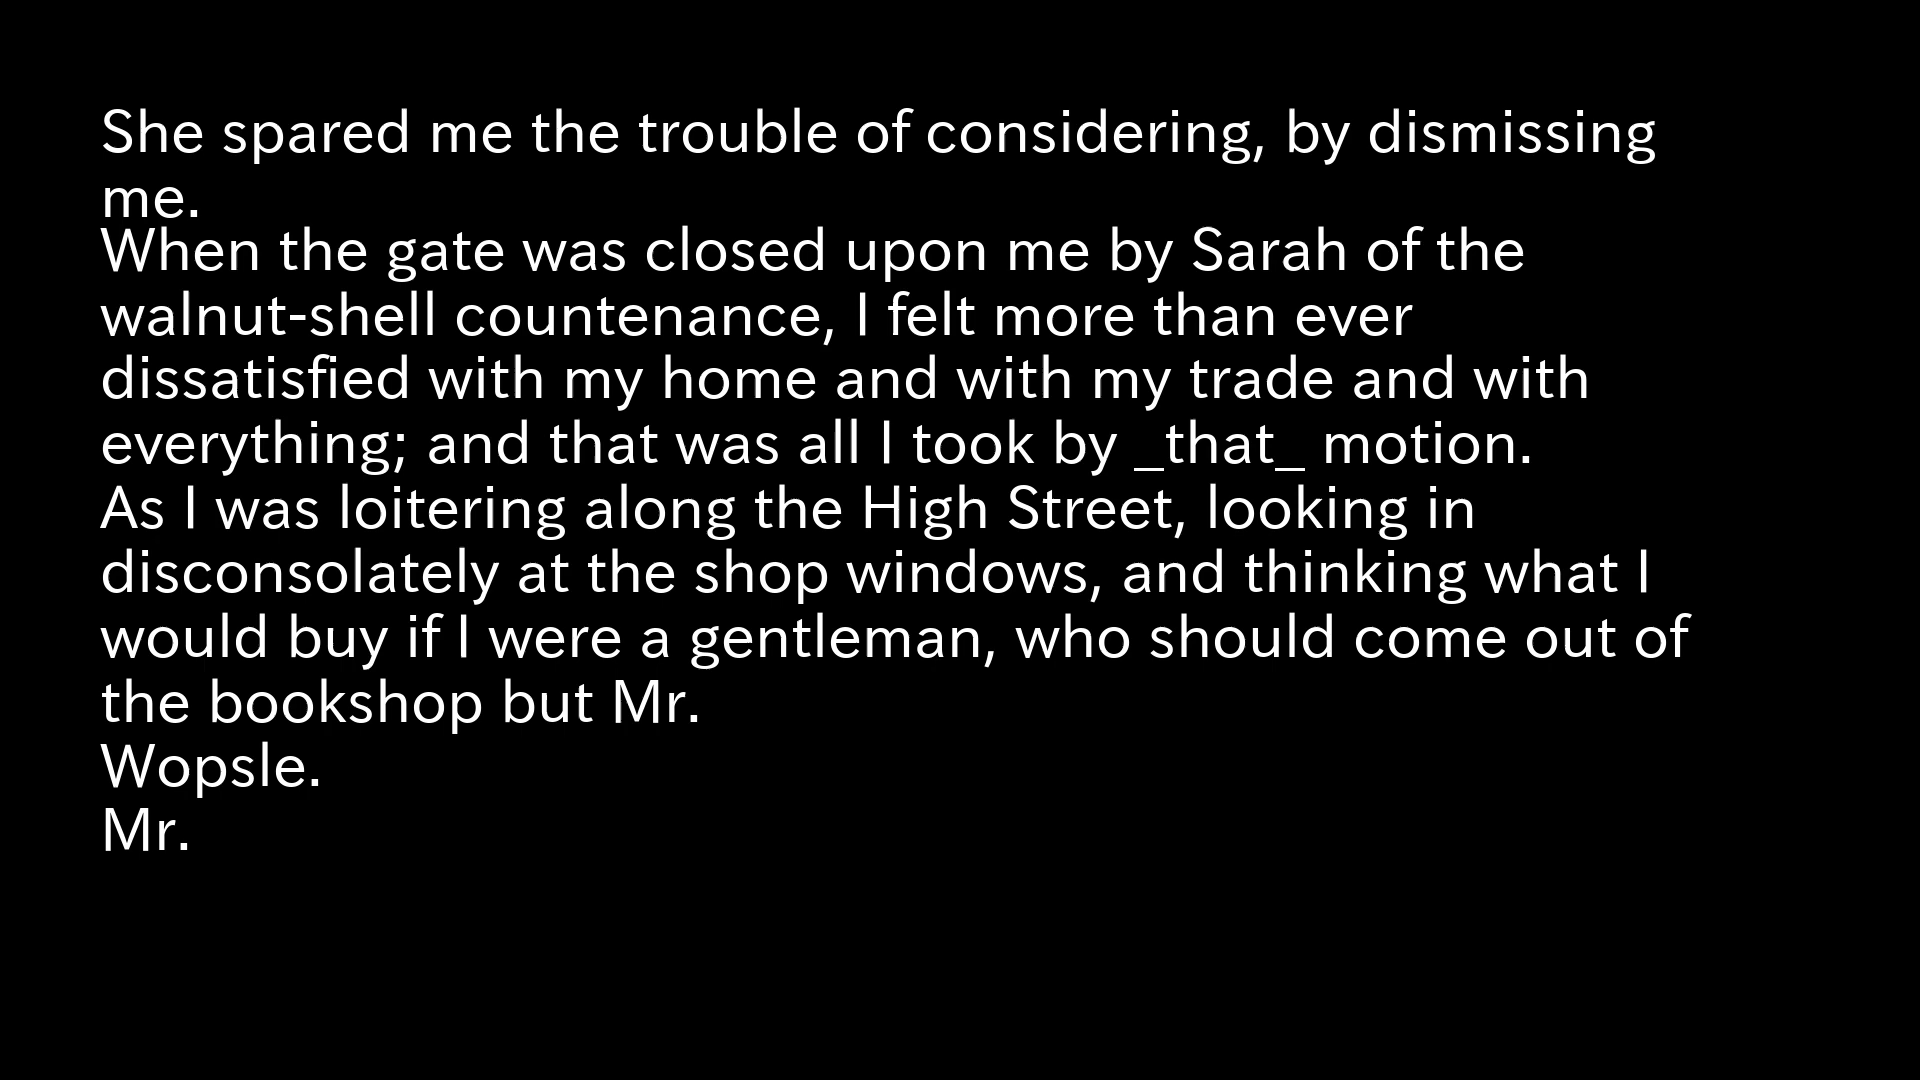 She spared me the trouble of considering, by dismissing
me.
When the gate was closed upon me by Sarah of the
walnut-shell countenance, I felt more than ever
dissatisfied with my home and with my trade and with
everything; and that was all I took by _that_ motion.
As I was loitering along the High Street, looking in
disconsolately at the shop windows, and thinking what I
would buy if I were a gentleman, who should come out of
the bookshop but Mr.
Wopsle.
Mr.